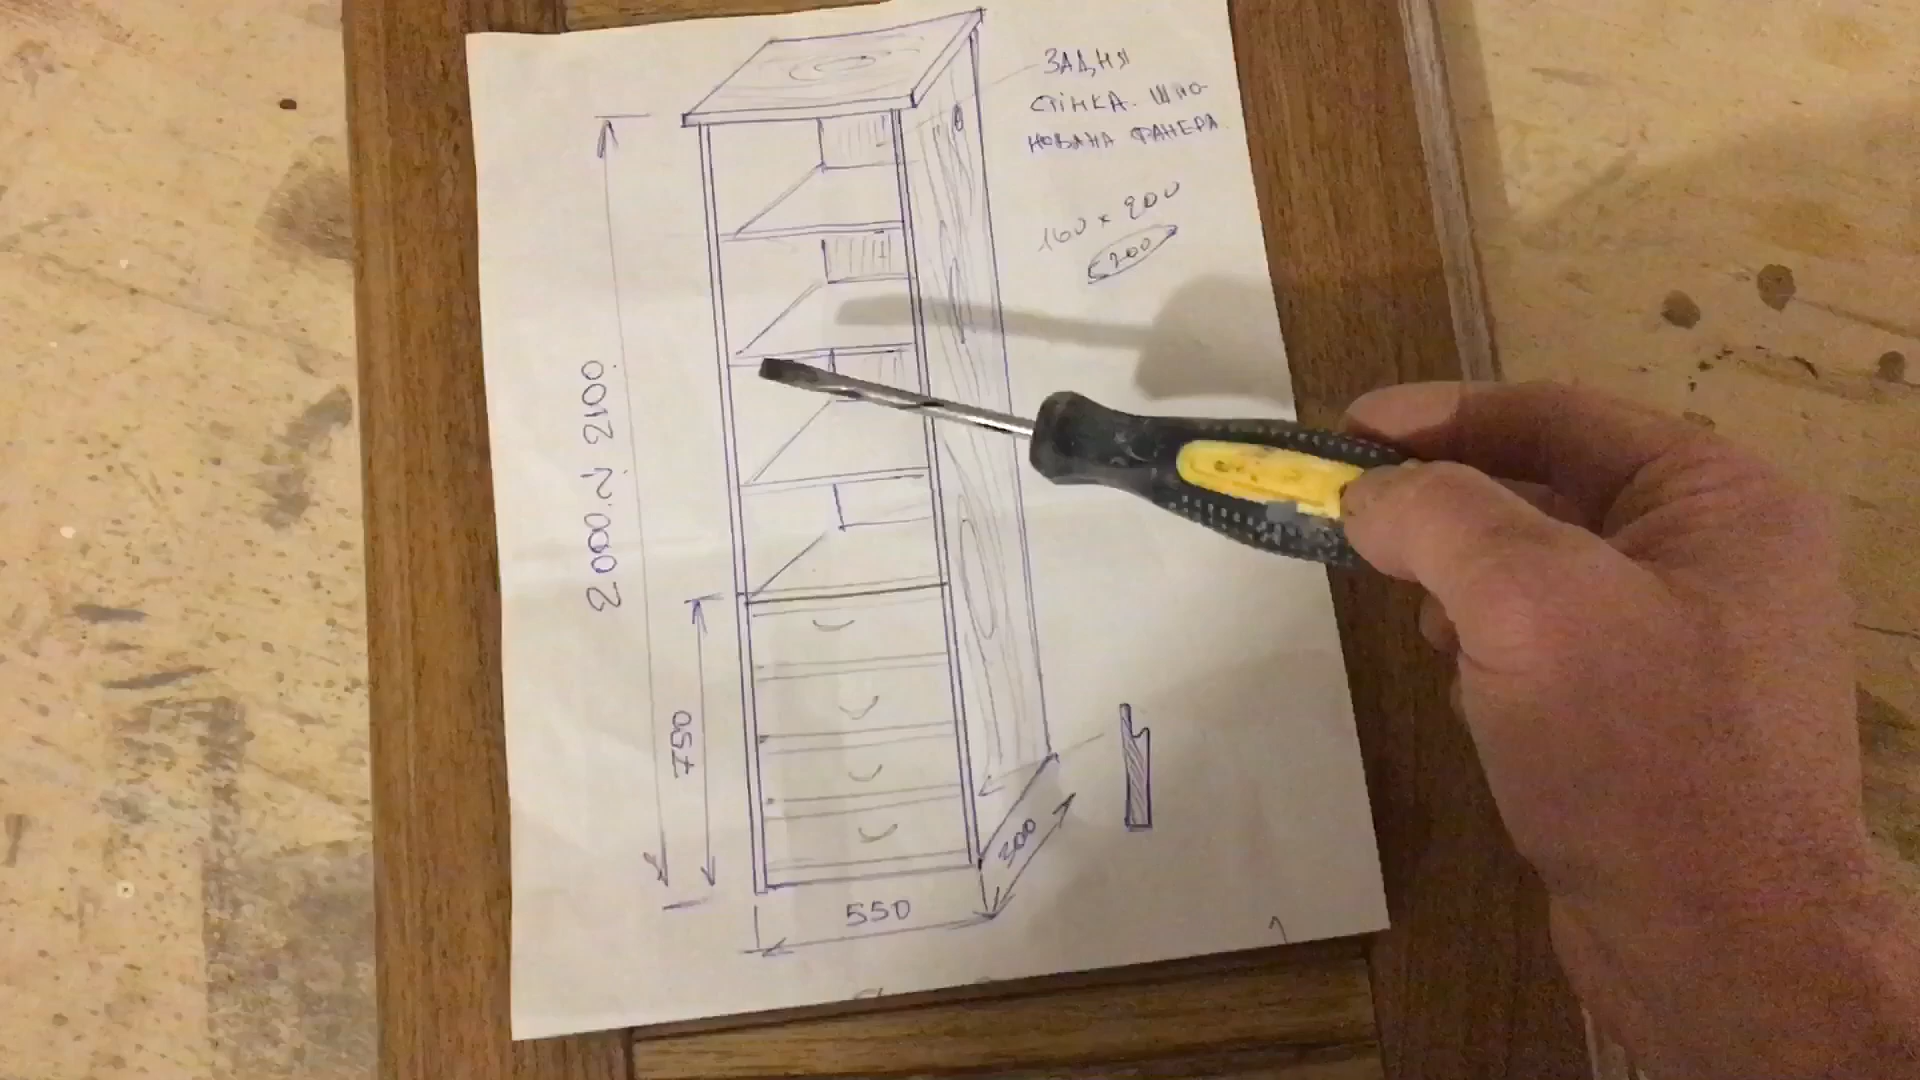 ЗАДНЯ
СТІНКА. ШПО-
НОВАНА ФАНЕРА.
160 x 200
200
2000 ~ 2100
750
550
300